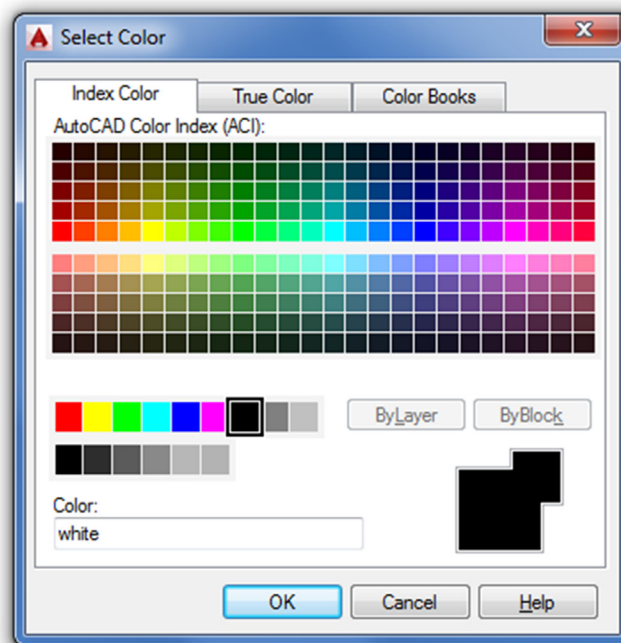 Select Color
Index Color
True Color
Color Books
AutoCAD Color Index (ACI):
ByLayer
ByBlock
Color:
white
OK
Cancel
Help